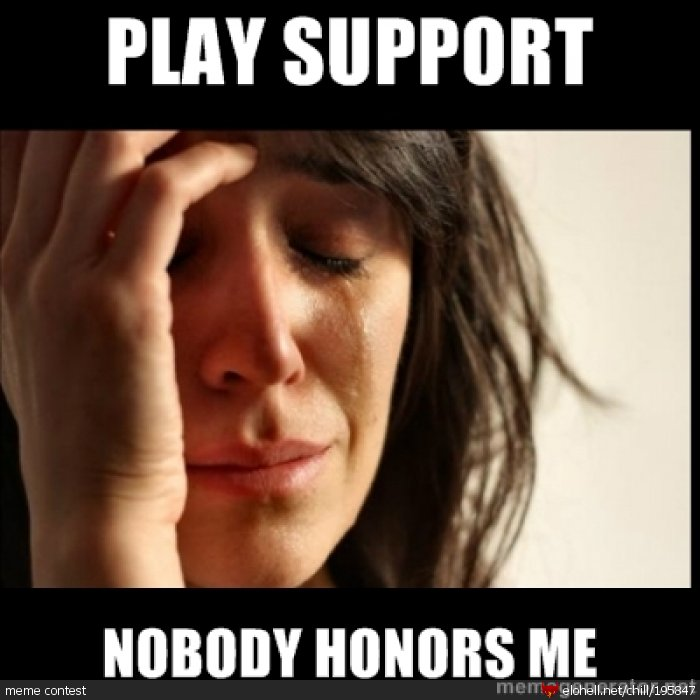 PLAY SUPPORT
NOBODY HONORS ME
meme contest
elohell.net/chill/195847